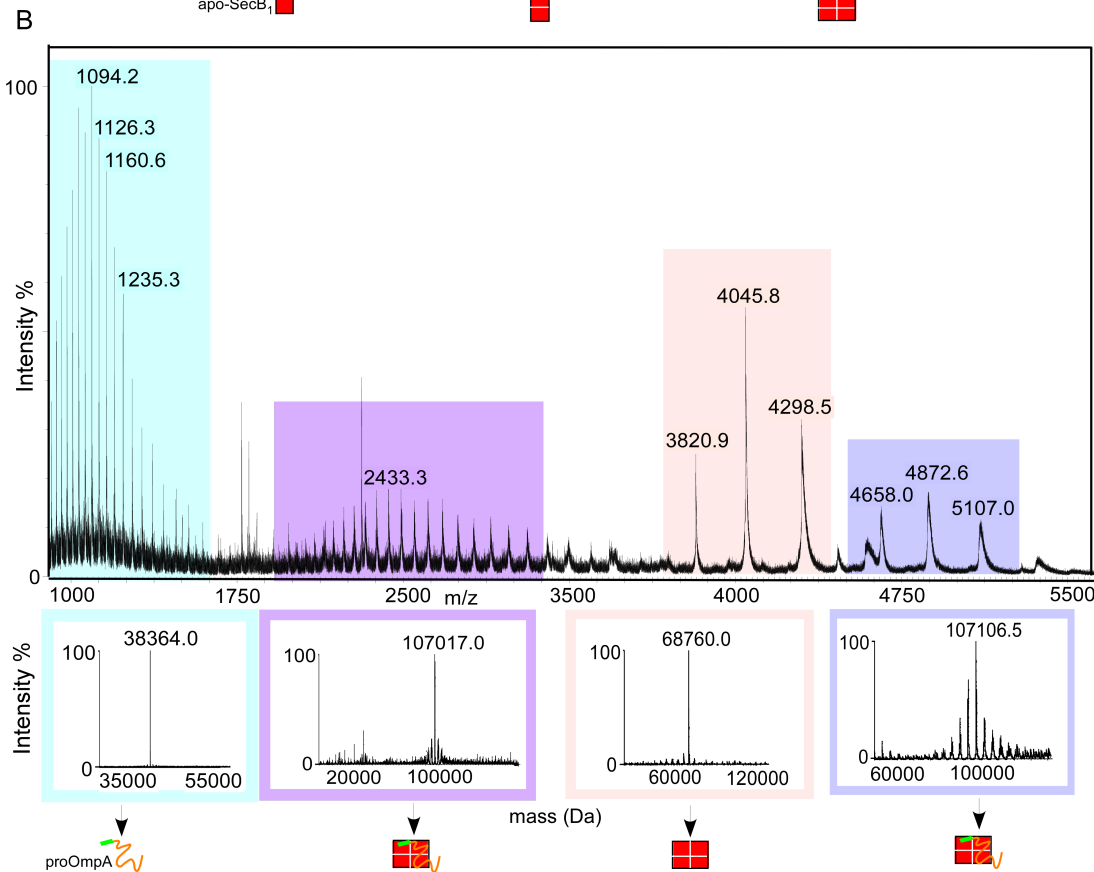 apo-SecB1
B
1094.2
100
1126.3
1160.6
1235.3
4045.8
4298.5
3820.9
2433.3
4872.6
4658.0
5107.0
Intensity %
0
1000 1750 2500 m/z 3500 4000 4750 5500
38364.0 107017.0 68760.0 107106.5
100 100 100 100
Intensity %
0 0 0 0
35000 55000 20000 100000 60000 120000 60000 100000
mass (Da)
proOmpA